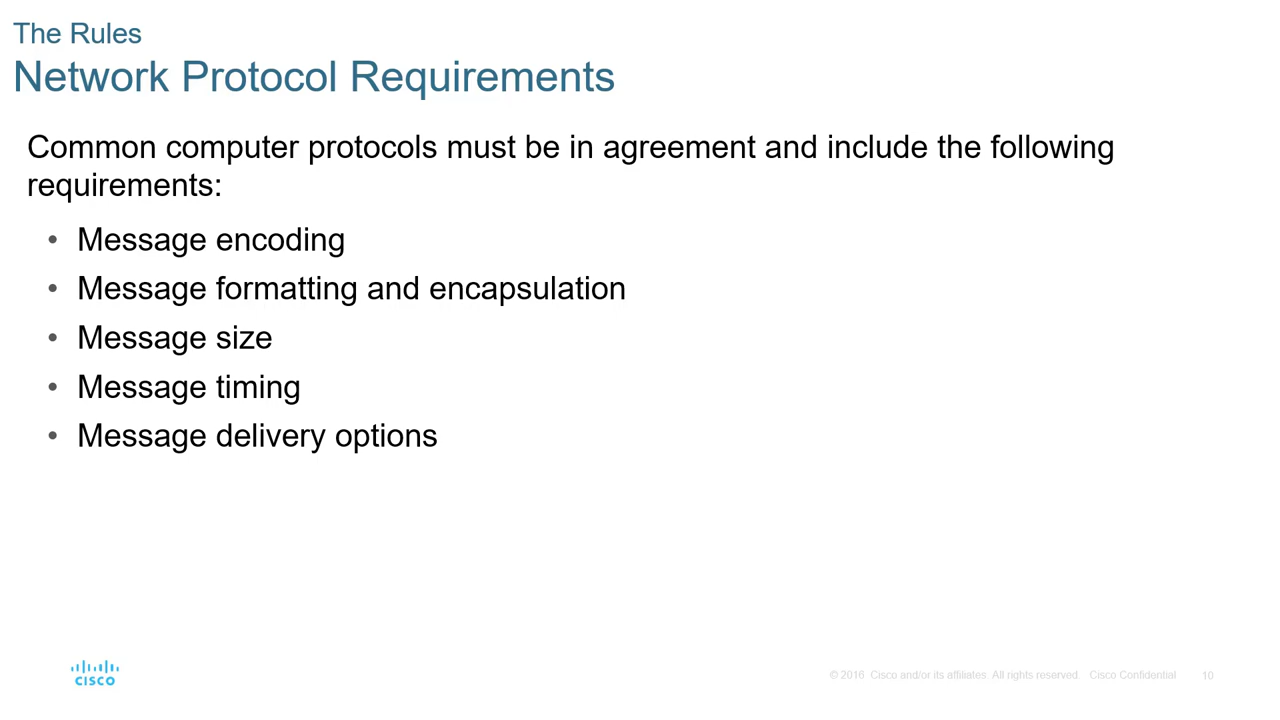 The Rules
Network Protocol Requirements
Common computer protocols must be in agreement and include the following
requirements:
• Message encoding
• Message formatting and encapsulation
• Message size
• Message timing
• Message delivery options
CISCO
© 2016 Cisco and/or its affiliates. All rights reserved. Cisco Confidential 10